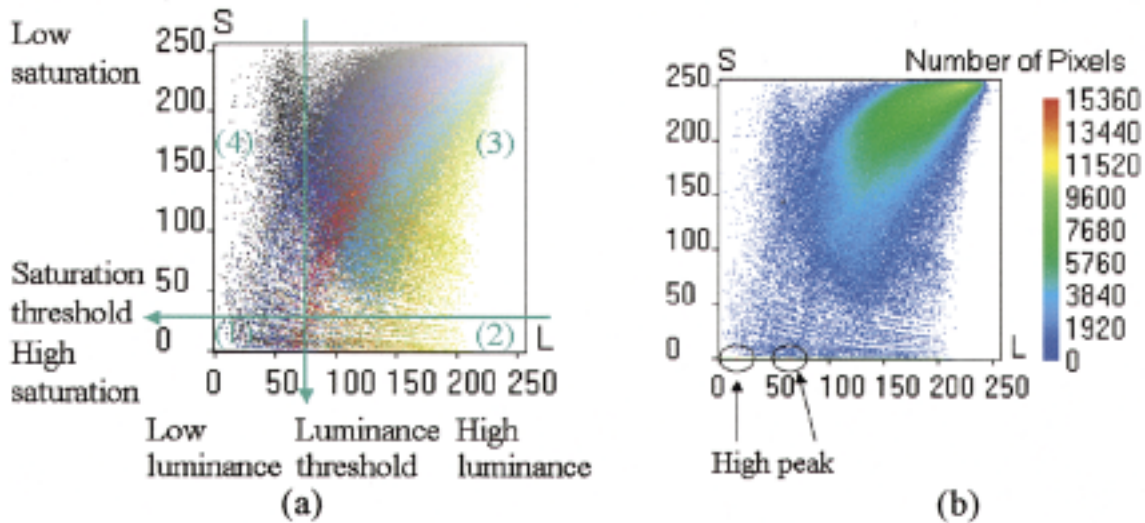 Low
saturation
S
250
200
150
100
50
0
(4)
(3)
(1)
(2)
L
Saturation
threshold
High
saturation
0 50 100 150 200 250
Low
luminance
Luminance
threshold
High
luminance
(a)
S
Number of Pixels
250
200
150
100
50
0
L
0 50 100 150 200 250
15360
13440
11520
9600
7680
5760
3840
1920
0
High peak
(b)